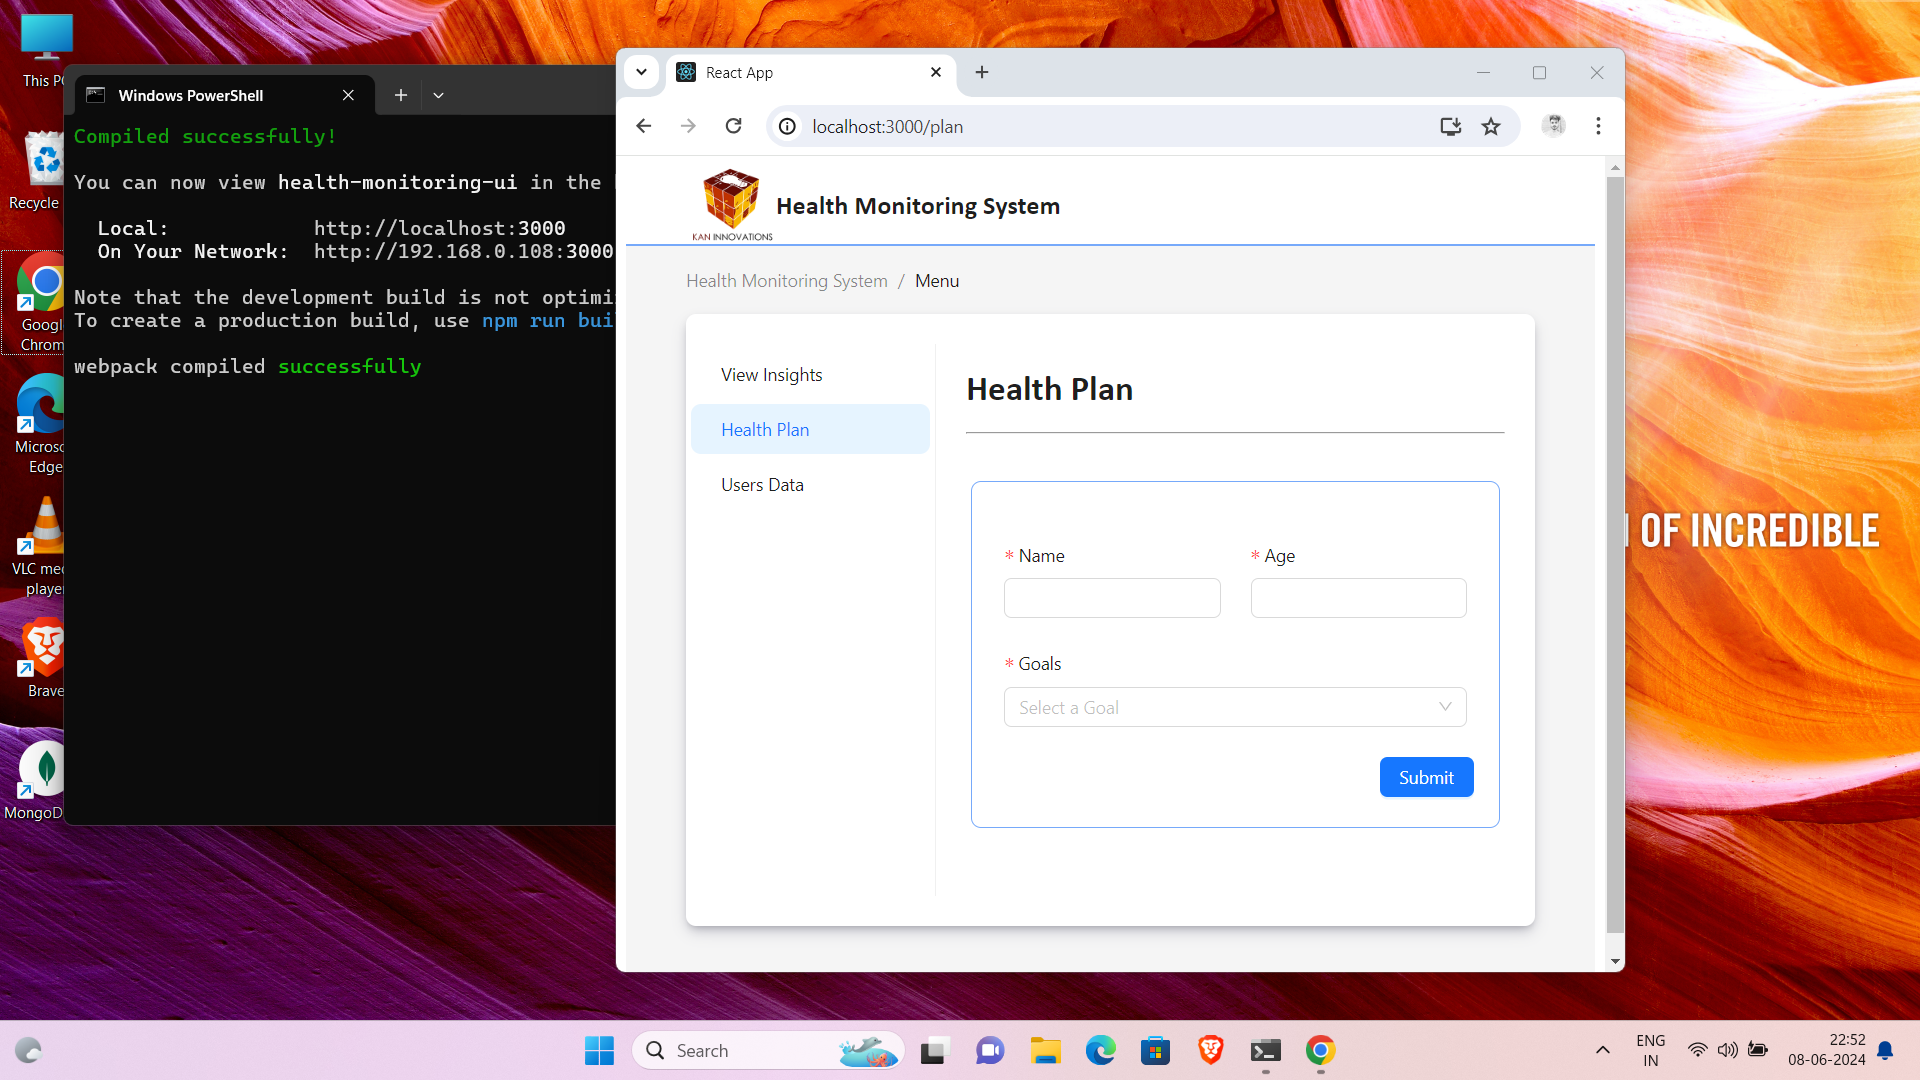 This PC
Recycle
Google
Chrome
Microsoft
Edge
VLC media
player
Brave
MongoD
Windows PowerShell
Compiled successfully!
You can now view health-monitoring-ui in the
Local: http://localhost:3000
On Your Network: http://192.168.0.108:3000
Note that the development build is not optimi
To create a production build, use npm run bui
webpack compiled successfully
React App
localhost:3000/plan
KAN INNOVATIONS
Health Monitoring System
Health Monitoring System / Menu
View Insights
Health Plan
Users Data
Health Plan
* Name
* Age
* Goals
Select a Goal
Submit
OF INCREDIBLE
Search
ENG
IN
22:52
08-06-2024